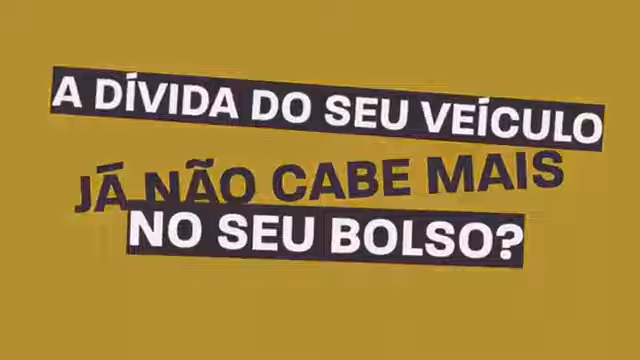 A DÍVIDA DO SEU VEÍCULO
JÁ NÃO CABE MAIS
NO SEU BOLSO?